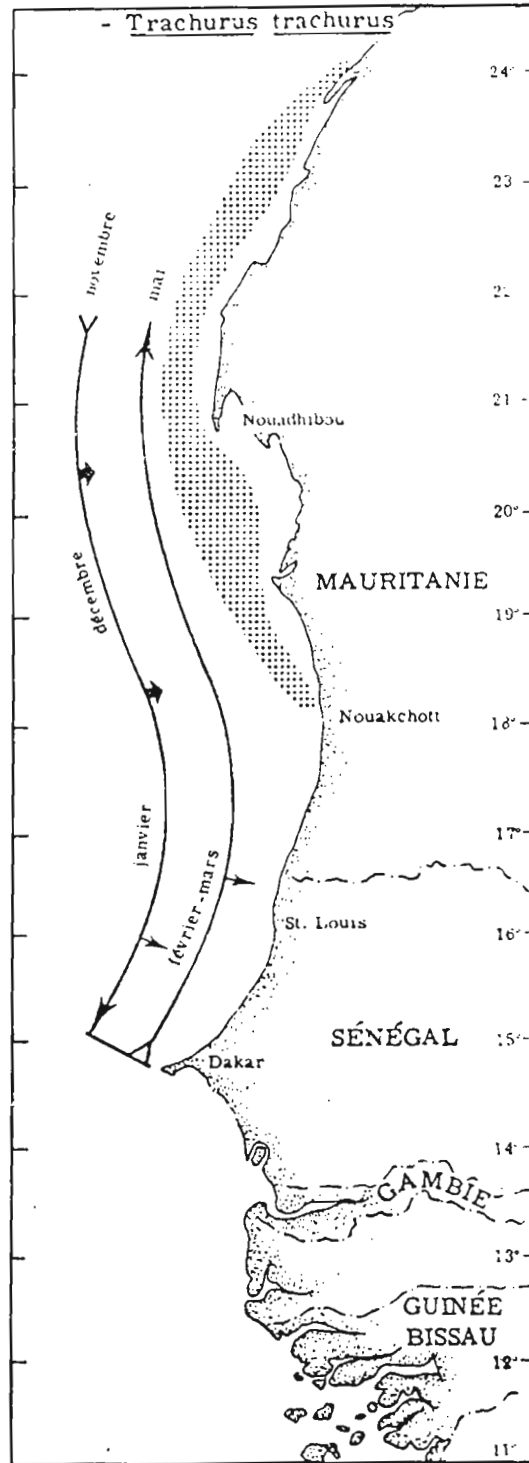 - Trachurus trachurus
24°
23
novembre
mai
21
Nouadhibou
20°
MAURITANIE
décembre
19°
Nouakchott
18°
17°
janvier
février-mars
St. Louis
16°
SÉNÉGAL
15°
Dakar
14°
GAMBIE
13°
GUINÉE
BISSAU
12°
11°